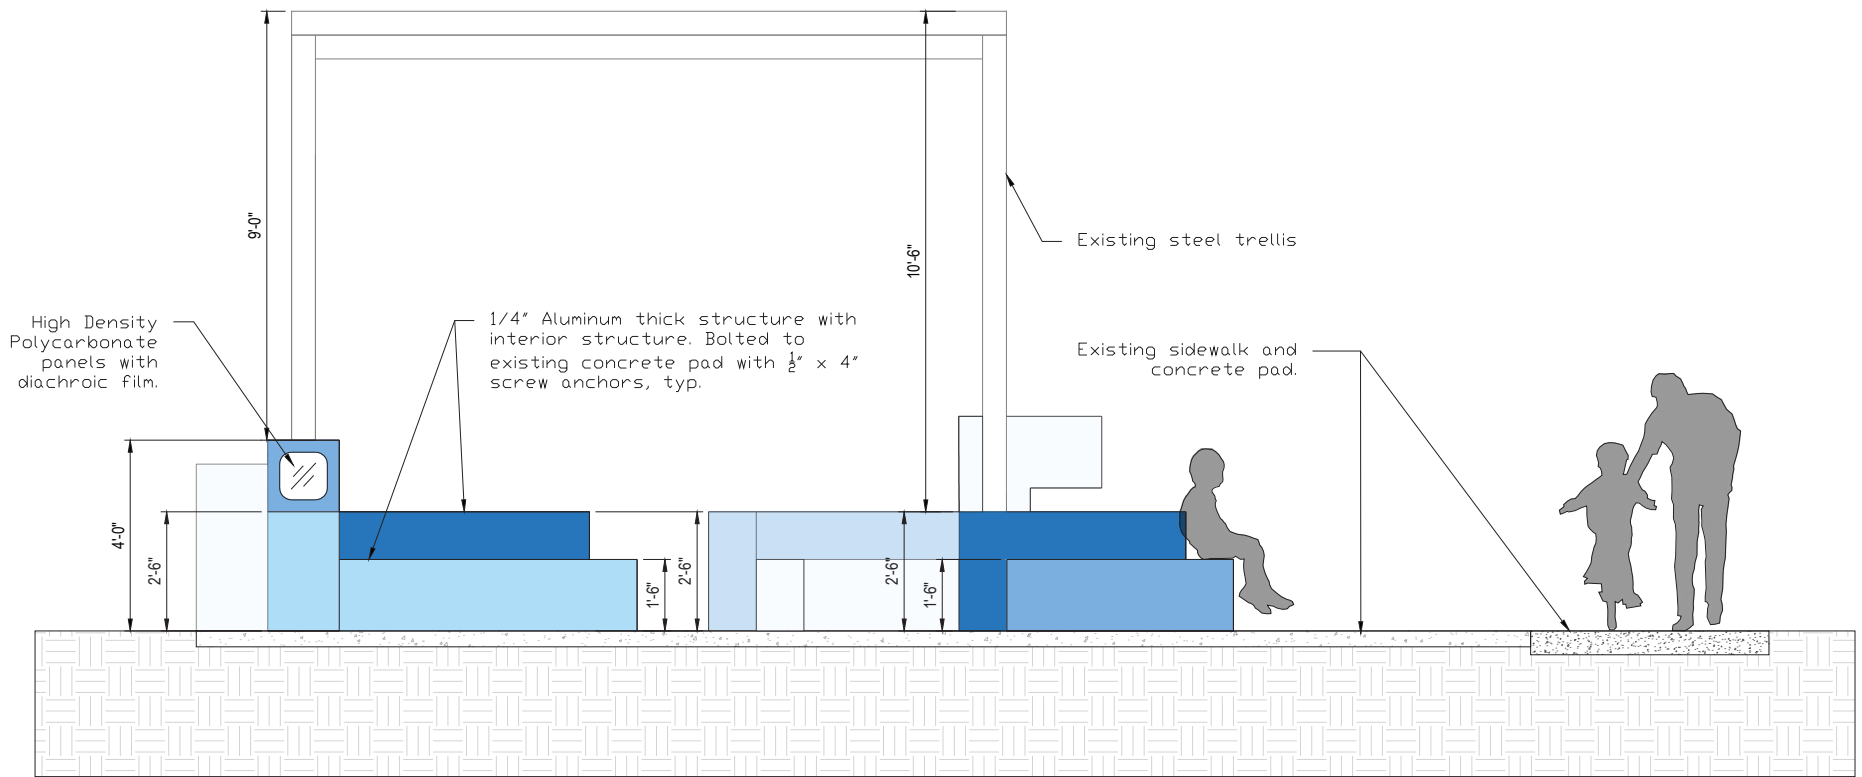 9'-0"
10'-6"
Existing steel trellis
High Density
Polycarbonate
panels with
diachroic film.
1/4" Aluminum thick structure with
interior structure. Bolted to
existing concrete pad with ½" x 4"
screw anchors, typ.
Existing sidewalk and
concrete pad.
4'-0"
2'-6"
1'-6"
2'-6"
2'-6"
1'-6"